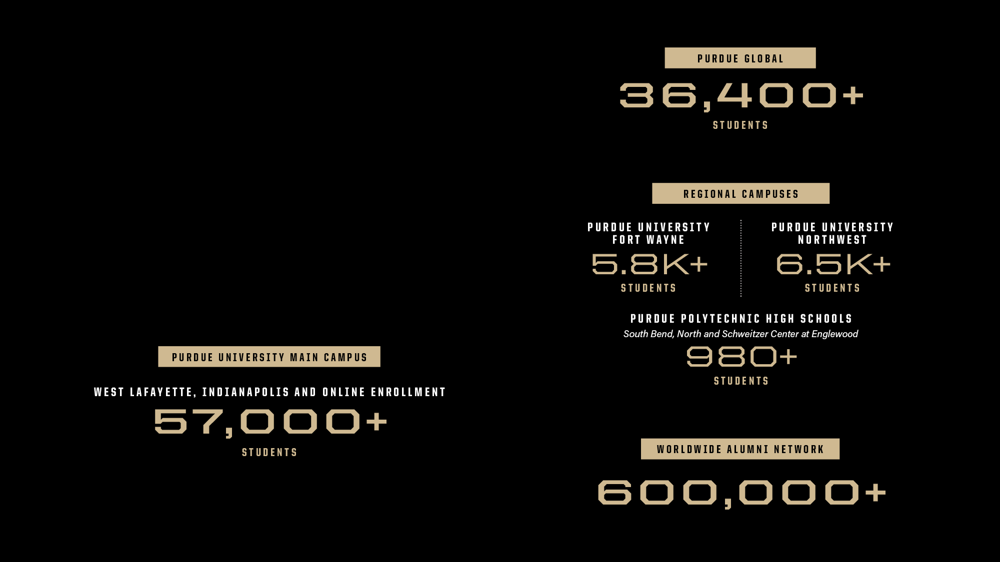 PURDUE UNIVERSITY MAIN CAMPUS
WEST LAFAYETTE, INDIANAPOLIS AND ONLINE ENROLLMENT
57,000+
STUDENTS
PURDUE GLOBAL
36,400+
STUDENTS
REGIONAL CAMPUSES
PURDUE UNIVERSITY
FORT WAYNE
5.8K+
STUDENTS
PURDUE UNIVERSITY
NORTHWEST
6.5K+
STUDENTS
PURDUE POLYTECHNIC HIGH SCHOOLS
South Bend, North and Schweitzer Center at Englewood
980+
STUDENTS
WORLDWIDE ALUMNI NETWORK
600,000+